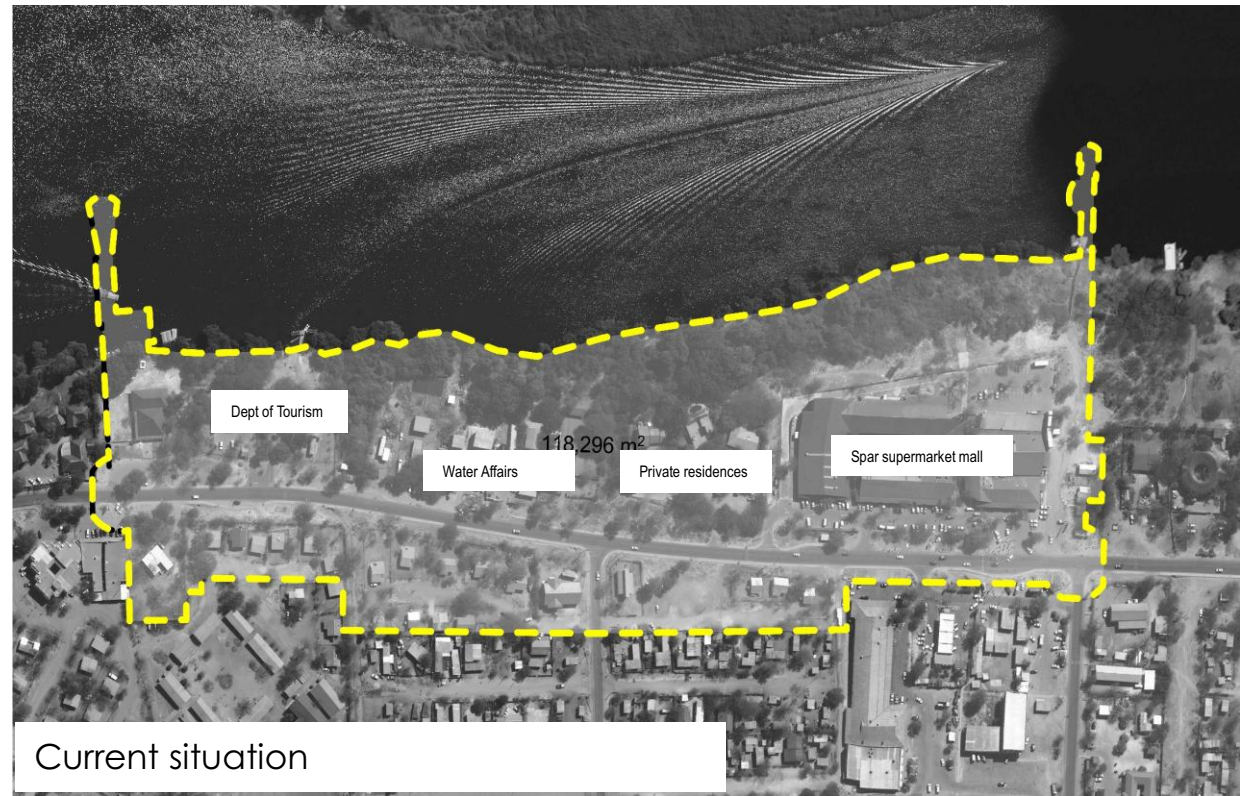 Dept of Tourism
118,296 m²
Water Affairs
Private residences
Spar supermarket mall
Current situation